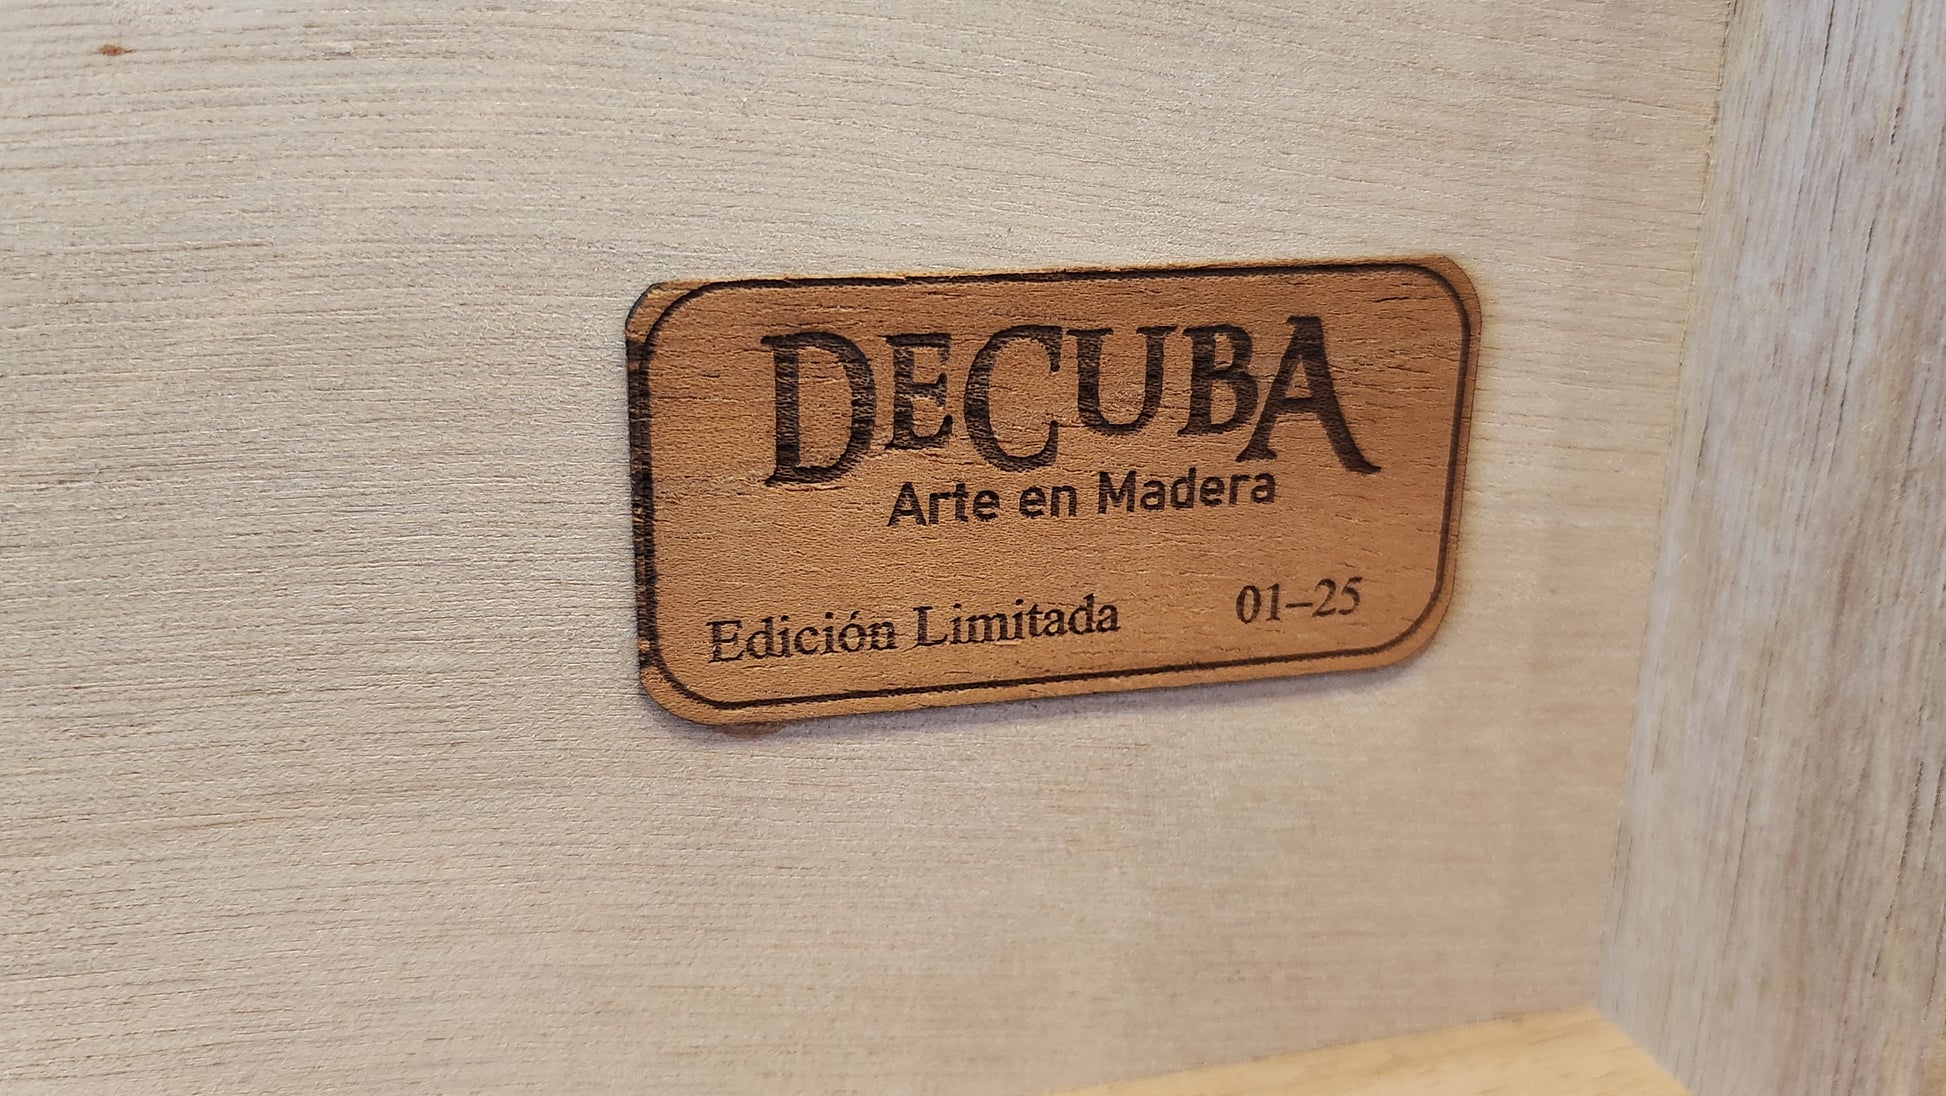 DECUBA
Arte en Madera
Edición Limitada 01–25